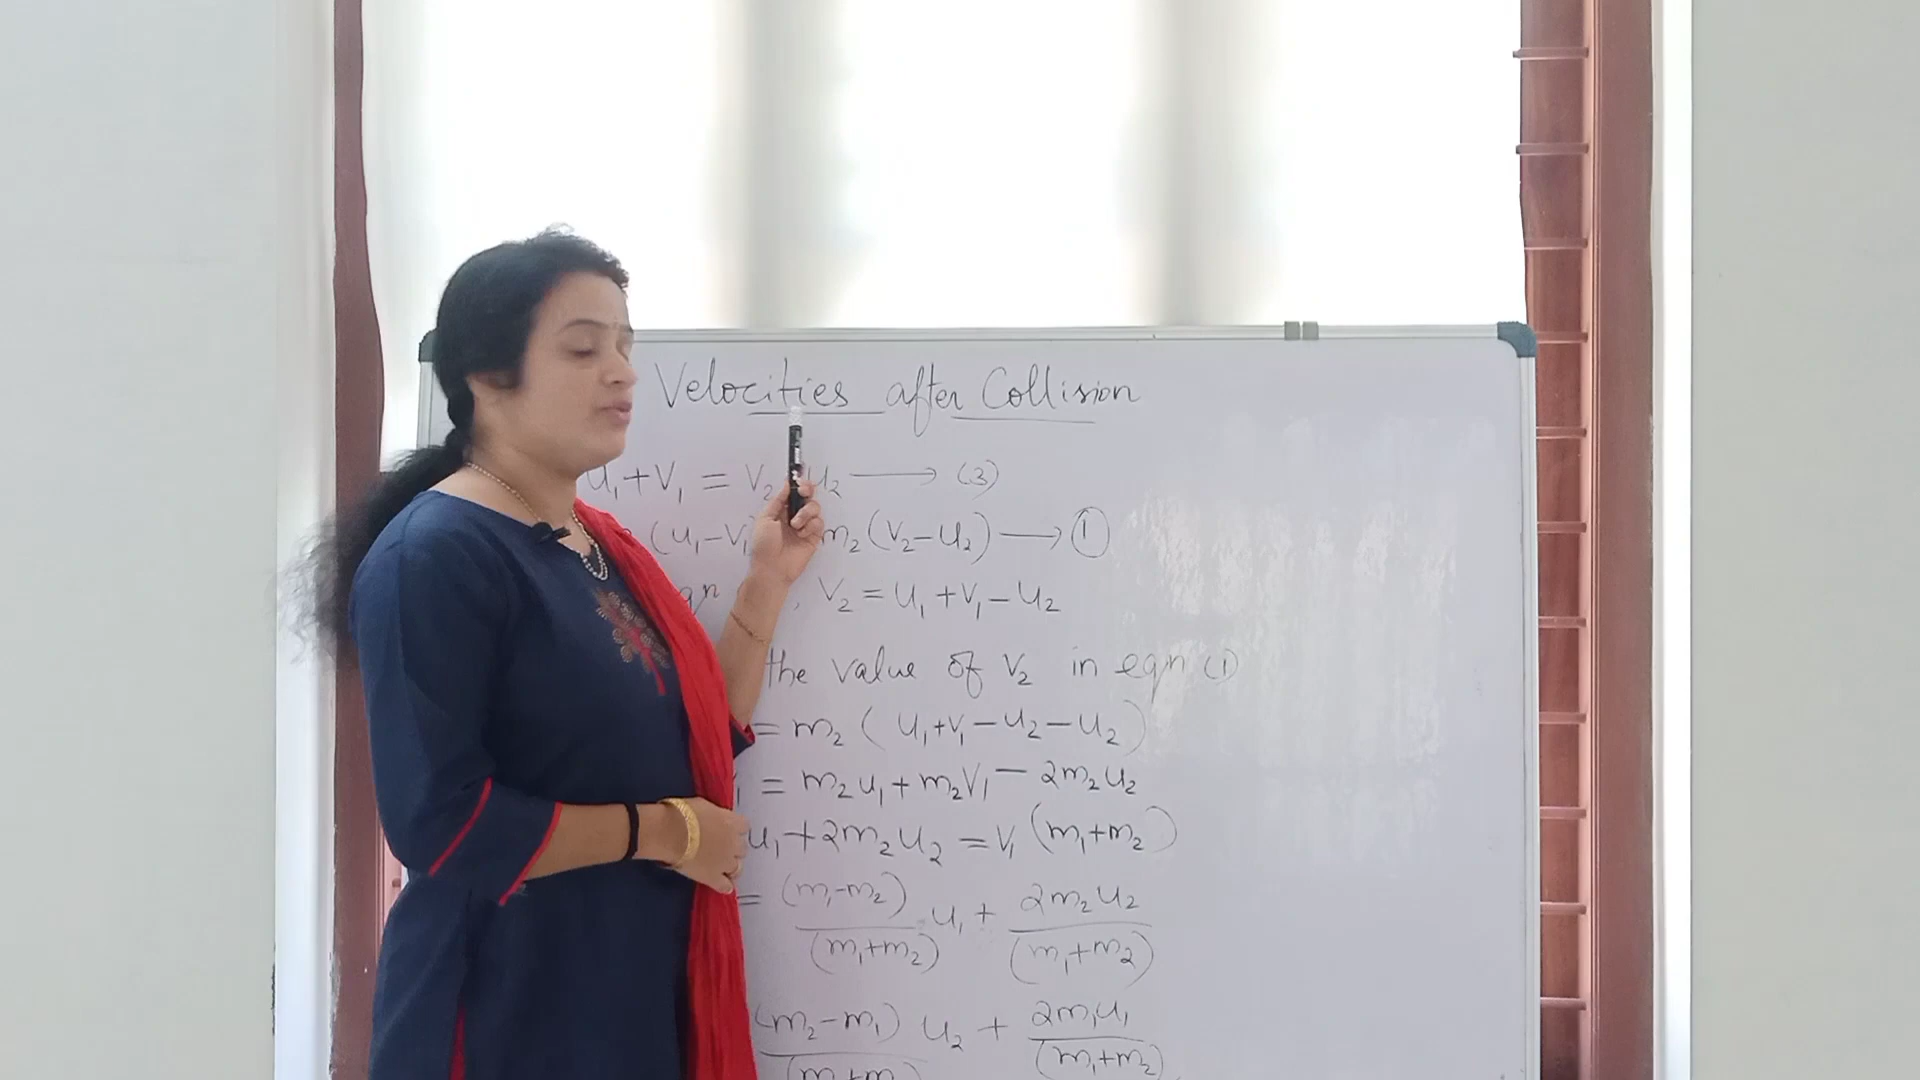 Velocities after Collision
u₁+v₁ = v₂ u₂ ⟶ (3)
(u₁-v₁ m₂(v₂-u₂) ⟶ ①
eqn , v₂ = u₁+v₁-u₂
the value of v₂ in eqn (1)
= m₂ (u₁+v₁-u₂-u₂)
= m₂u₁+m₂v₁-2m₂u₂
u₁+2m₂u₂ = v₁ (m₁+m₂)
= (m₁-m₂)/(m₁+m₂) u₁ + 2m₂u₂/(m₁+m₂)
(m₂-m₁) u₂ + 2m₁u₁/(m₁+m₂)